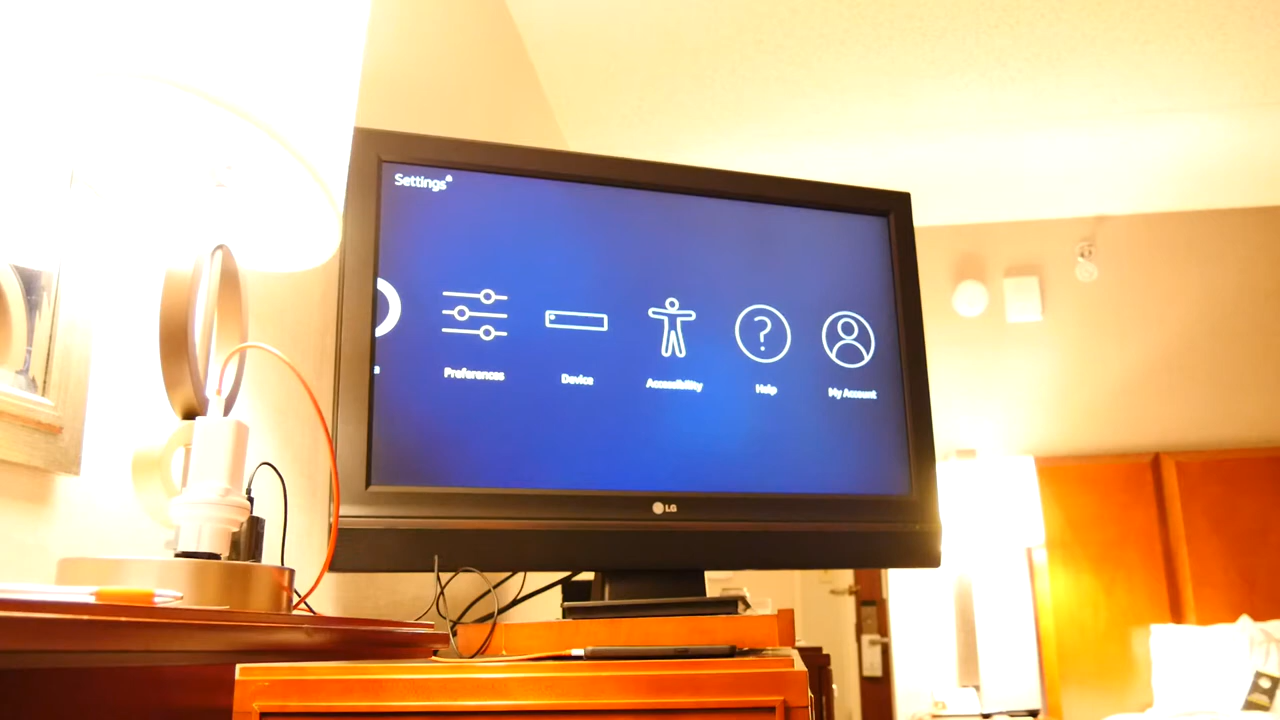 Settings
Preferences
Device
Accessibility
Help
My Account
LG